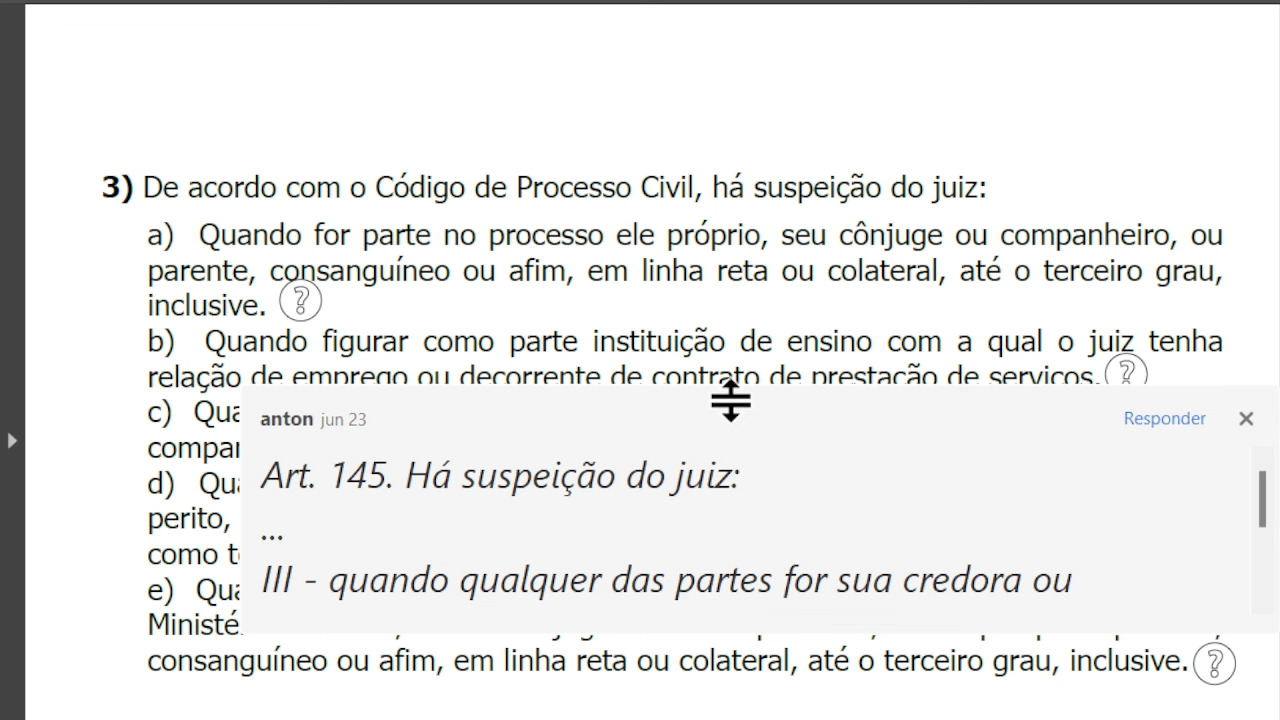 3) De acordo com o Código de Processo Civil, há suspeição do juiz:
a) Quando for parte no processo ele próprio, seu cônjuge ou companheiro, ou
parente, consanguíneo ou afim, em linha reta ou colateral, até o terceiro grau,
inclusive. ?
b) Quando figurar como parte instituição de ensino com a qual o juiz tenha
relação de emprego ou decorrente de contrato de prestação de serviços. ?
c)
d)
perito,
como
e)
anton jun 23 Responder ×
Art. 145. Há suspeição do juiz:
...
III - quando qualquer das partes for sua credora ou
consanguíneo ou afim, em linha reta ou colateral, até o terceiro grau, inclusive. ?